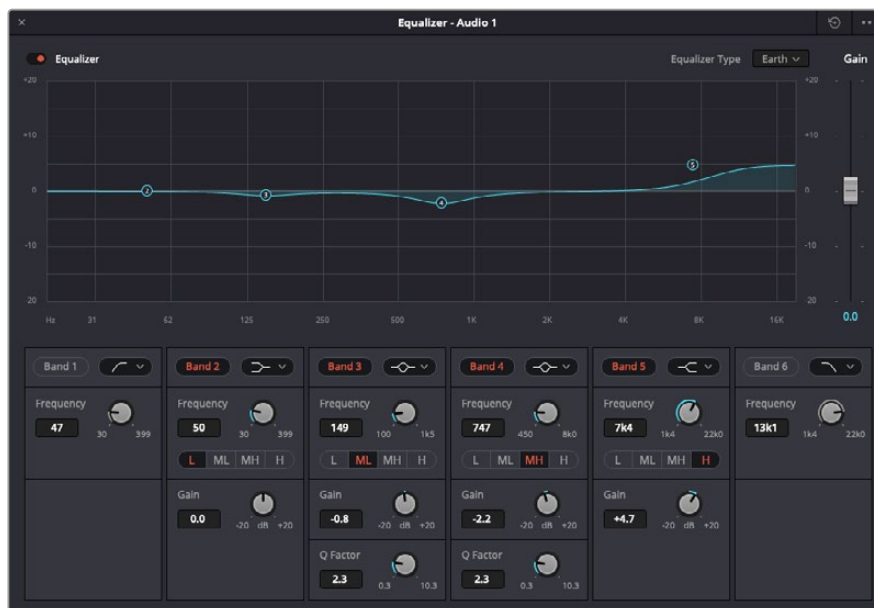 Equalizer - Audio 1
Equalizer
Equalizer Type Earth Gain
+20 +20
+10 +10
0 0
-10 -10
20 20
Hz 31 62 125 250 500 1K 2K 4K 8K 16K
0.0
2 3 4 5
Band 1 Band 2 Band 3 Band 4 Band 5 Band 6
Frequency Frequency Frequency Frequency Frequency Frequency
47 30 399 50 30 399 149 100 1k5 747 450 8k0 7k4 1k4 22k0 13k1 1k4 22k0
L ML MH H L ML MH H L ML MH H L ML MH H
Gain Gain Gain Gain
0.0 -20 dB +20 -0.8 -20 dB +20 -2.2 -20 dB +20 +4.7 -20 dB +20
Q Factor Q Factor
2.3 0.3 10.3 2.3 0.3 10.3